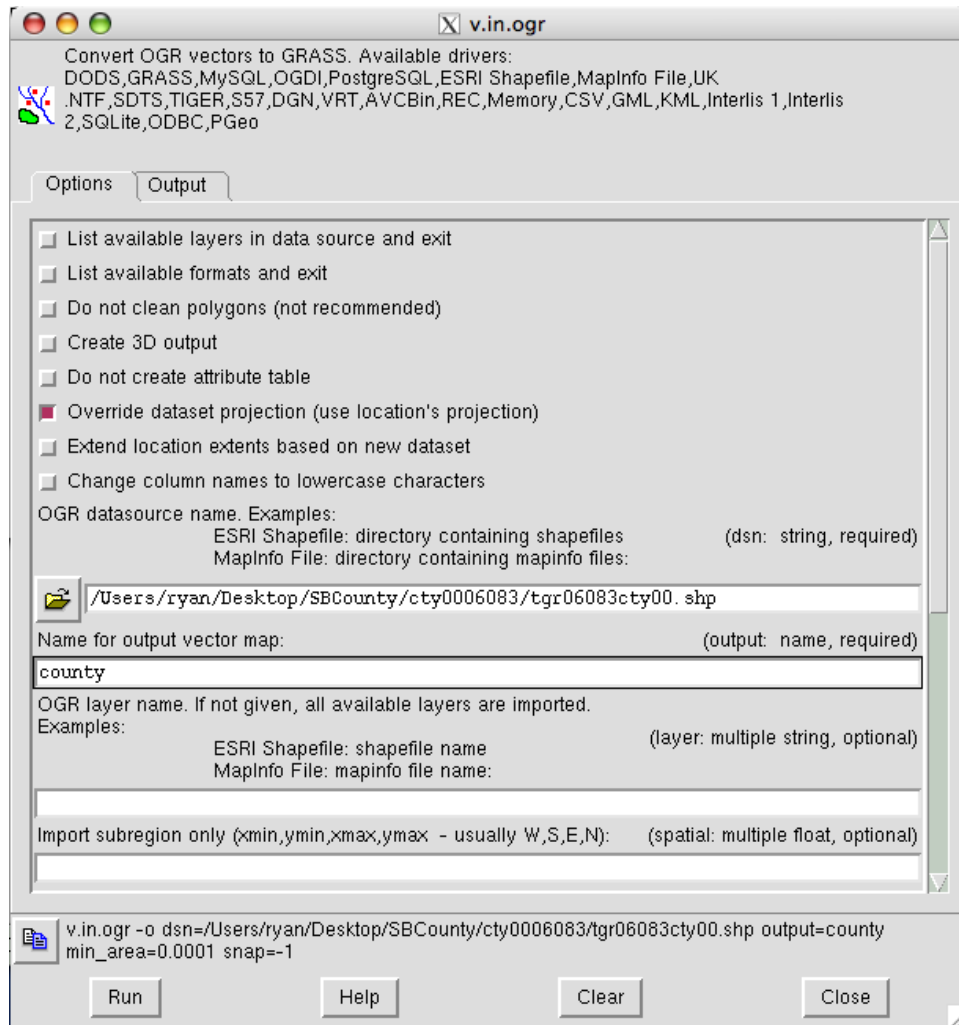 v.in.ogr
Convert OGR vectors to GRASS. Available drivers:
DODS,GRASS,MySQL,OGDI,PostgreSQL,ESRI Shapefile,MapInfo File,UK
.NTF,SDTS,TIGER,S57,DGN,VRT,AVCBin,REC,Memory,CSV,GML,KML,Interlis 1,Interlis
2,SQLite,ODBC,PGeo
Options Output
List available layers in data source and exit
List available formats and exit
Do not clean polygons (not recommended)
Create 3D output
Do not create attribute table
Override dataset projection (use location's projection)
Extend location extents based on new dataset
Change column names to lowercase characters
OGR datasource name. Examples:
ESRI Shapefile: directory containing shapefiles (dsn: string, required)
MapInfo File: directory containing mapinfo files:
/Users/ryan/Desktop/SBCounty/cty0006083/tgr06083cty00.shp
Name for output vector map: (output: name, required)
county
OGR layer name. If not given, all available layers are imported.
Examples:
(layer: multiple string, optional)
ESRI Shapefile: shapefile name
MapInfo File: mapinfo file name:
Import subregion only (xmin,ymin,xmax,ymax - usually W,S,E,N): (spatial: multiple float, optional)
v.in.ogr -o dsn=/Users/ryan/Desktop/SBCounty/cty0006083/tgr06083cty00.shp output=county
min_area=0.0001 snap=-1
Run Help Clear Close